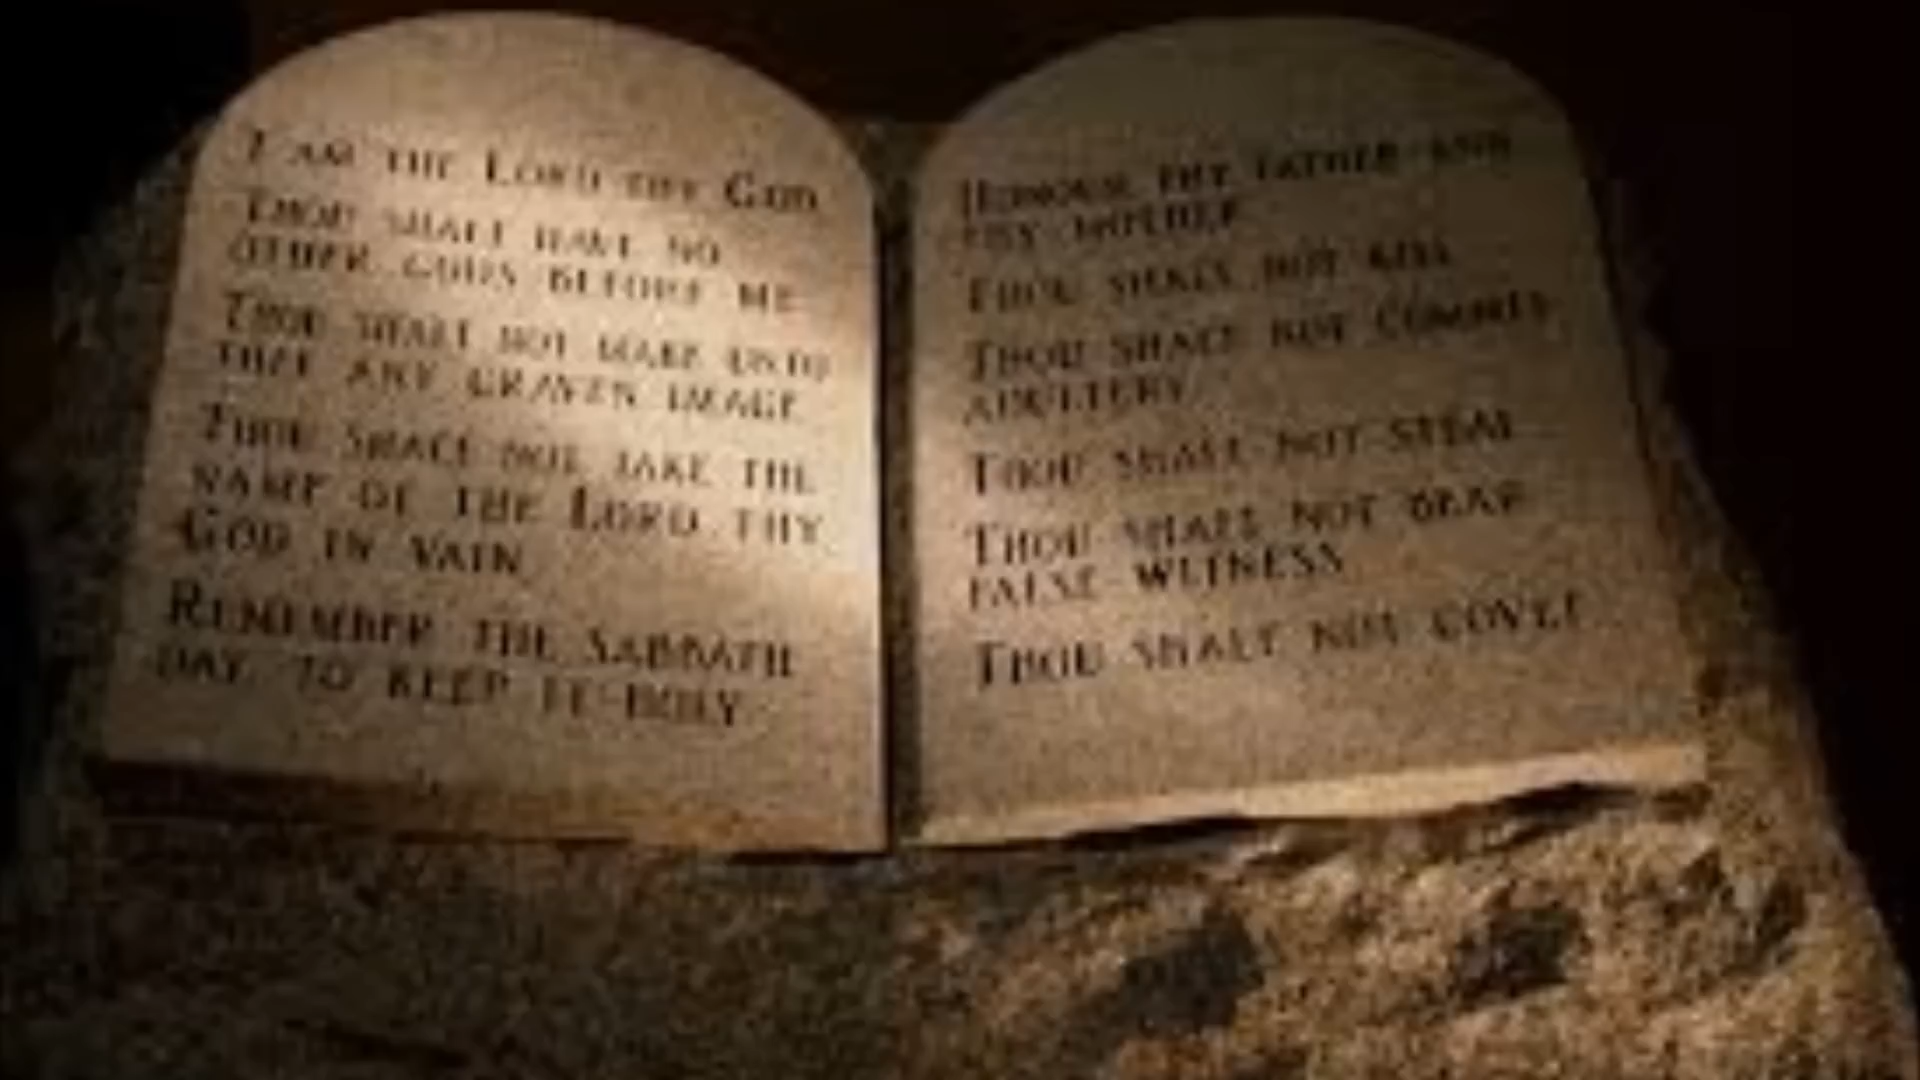 I AM THE LORD THY GOD
THOU SHALT HAVE NO
OTHER GODS BEFORE ME
THOU SHALT NOT MAKE UNTO
THEE ANY GRAVEN IMAGE
THOU SHALT NOT TAKE THE
NAME OF THE LORD THY
GOD IN VAIN
REMEMBER THE SABBATH
DAY TO KEEP IT HOLY
HONOUR THY FATHER AND
THY MOTHER
THOU SHALT NOT KILL
THOU SHALT NOT COMMIT
ADULTERY
THOU SHALT NOT STEAL
THOU SHALT NOT BEAR
FALSE WITNESS
THOU SHALT NOT COVET